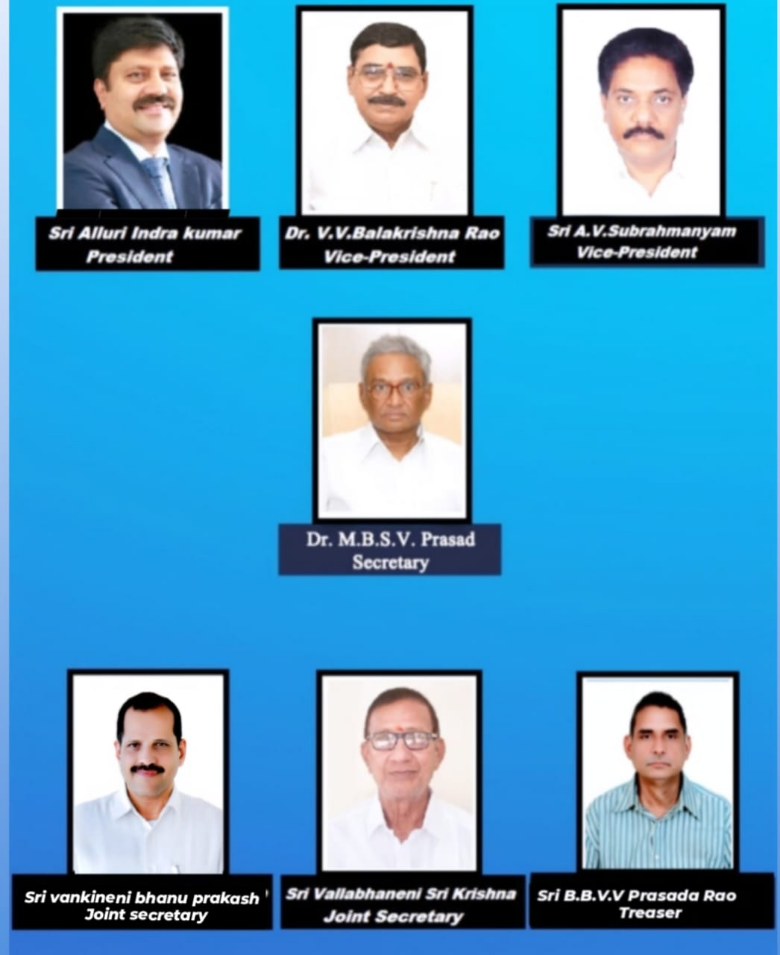 Sri Alluri Indra kumar
President
Dr. V.V.Balakrishna Rao
Vice-President
Sri A.V.Subrahmanyam
Vice-President
Dr. M.B.S.V. Prasad
Secretary
Sri vankineni bhanu prakash '
Joint secretary
Sri Vallabhaneni Sri Krishna
Joint Secretary
Sri B.B.V.V Prasada Rao
Treaser